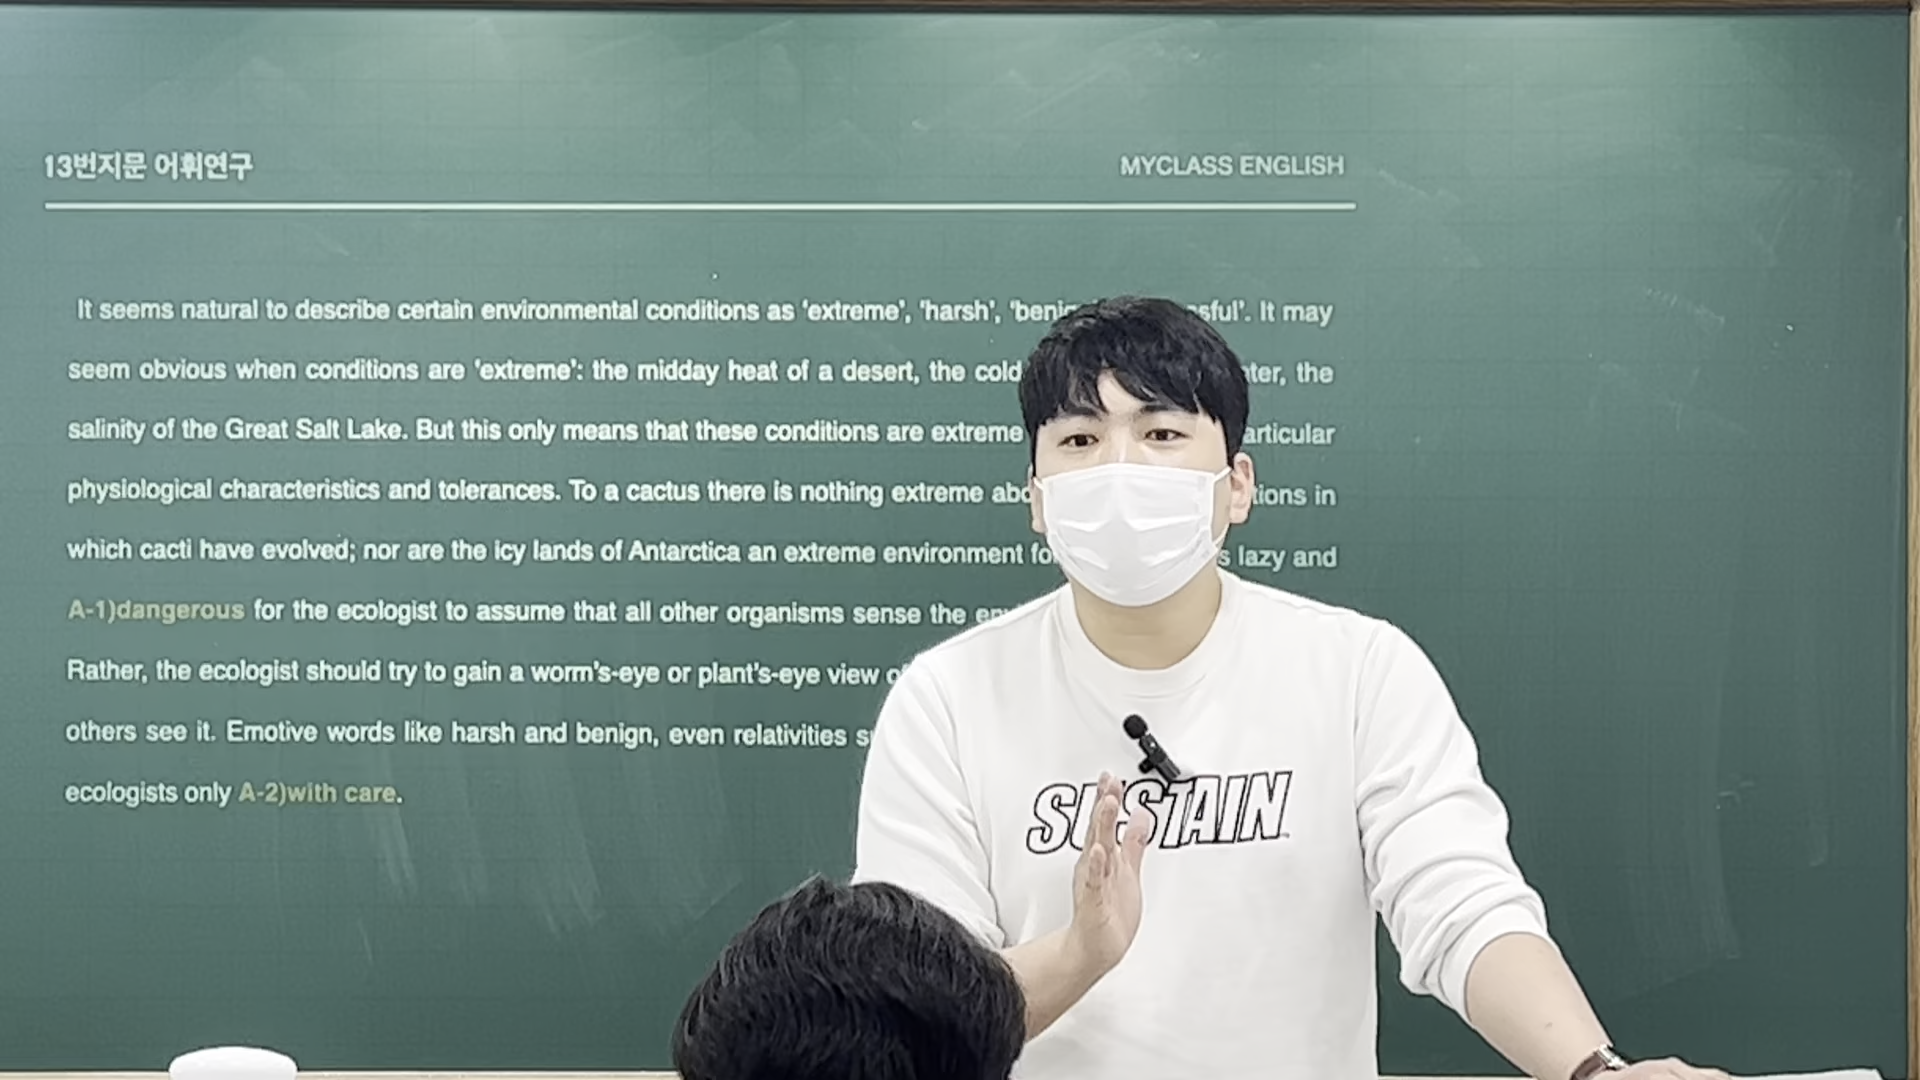 13번지문 어휘연구
MYCLASS ENGLISH
It seems natural to describe certain environmental conditions as 'extreme', 'harsh', It may
seem obvious when conditions are 'extreme': the midday heat of a desert, the cold the
salinity of the Great Salt Lake. But this only means that these conditions are extreme
physiological characteristics and tolerances. To a cactus there is nothing extreme in
which cacti have evolved; nor are the icy lands of Antarctica an extreme environment lazy and
A-1)dangerous for the ecologist to assume that all other organisms sense the
Rather, the ecologist should try to gain a worm's-eye or plant's-eye view
others see it. Emotive words like harsh and benign, even relativities
ecologists only A-2)with care.
SUSTAIN